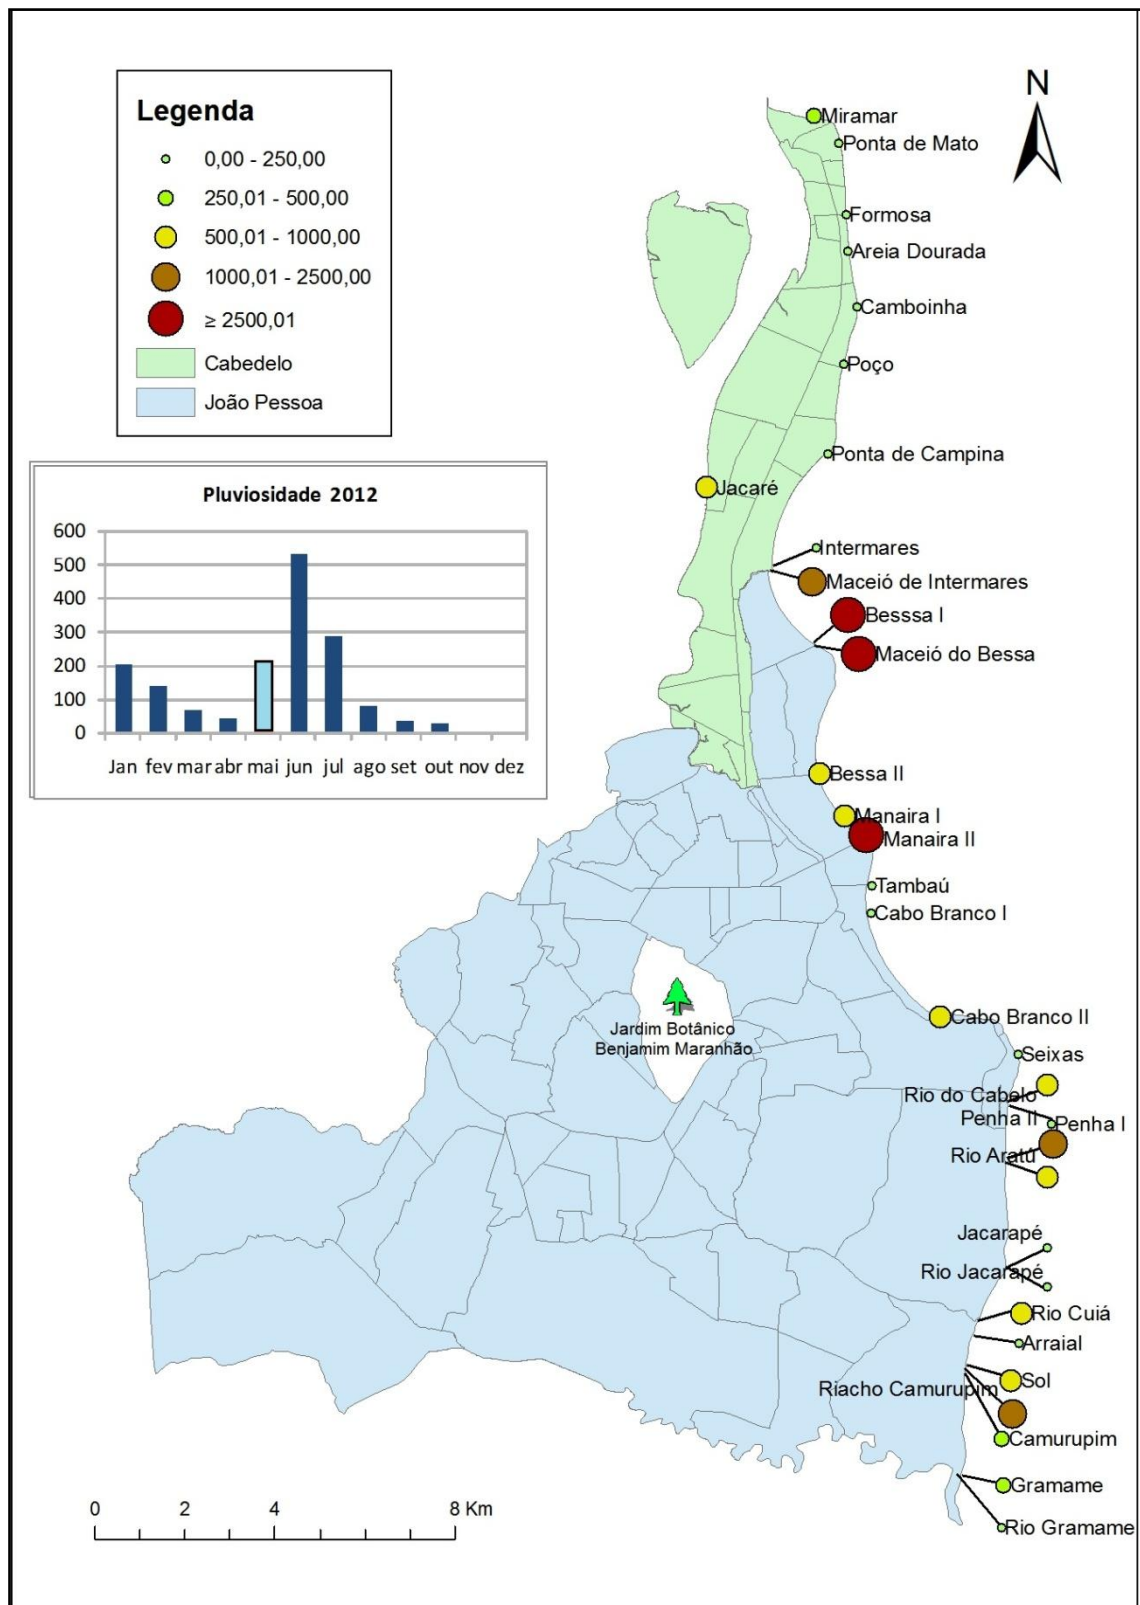 Legenda
0,00 - 250,00
250,01 - 500,00
500,01 - 1000,00
1000,01 - 2500,00
≥ 2500,01
Cabedelo
João Pessoa
N
Pluviosidade 2012
600
500
400
300
200
100
0
Jan fev mar abr mai jun jul ago set out nov dez
Miramar
Ponta de Mato
Formosa
Areia Dourada
Camboinha
Poço
Ponta de Campina
Jacaré
Intermares
Maceió de Intermares
Besssa I
Maceió do Bessa
Bessa II
Manaira I
Manaira II
Tambaú
Cabo Branco I
Jardim Botânico
Benjamim Maranhão
Cabo Branco II
Seixas
Rio do Cabelo
Penha II
Penha I
Rio Aratú
Jacarapé
Rio Jacarapé
Rio Cuiá
Arraial
Sol
Riacho Camurupim
Camurupim
Gramame
Rio Gramame
0 2 4 8 Km